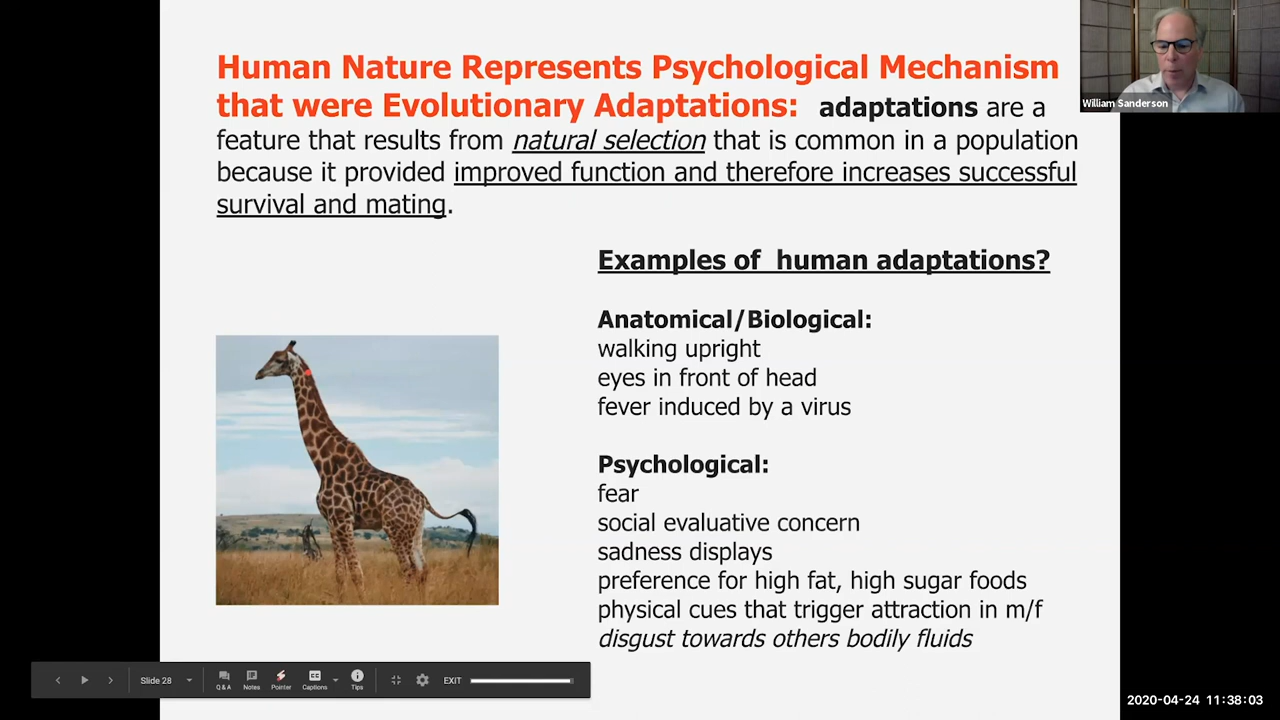 Human Nature Represents Psychological Mechanism
that were Evolutionary Adaptations: adaptations are a
feature that results from natural selection that is common in a population
because it provided improved function and therefore increases successful
survival and mating.
William Sanderson
Examples of human adaptations?
Anatomical/Biological:
walking upright
eyes in front of head
fever induced by a virus
Psychological:
fear
social evaluative concern
sadness displays
preference for high fat, high sugar foods
physical cues that trigger attraction in m/f
disgust towards others bodily fluids
Slide 28
Q & A
Notes
Pointer
Captions
Tips
EXIT
2020-04-24 11:38:03